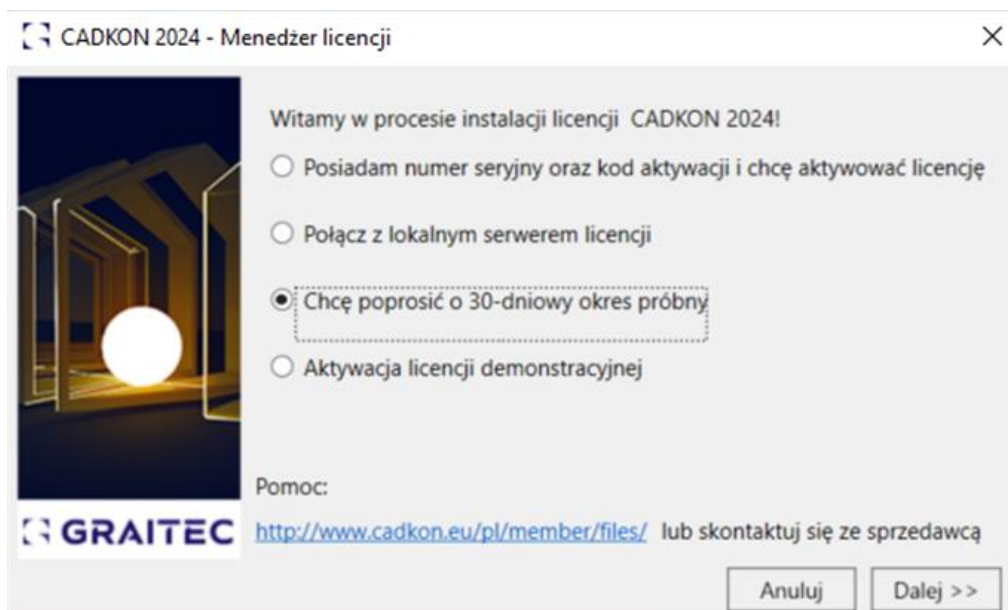 CADKON 2024 - Menedżer licencji
Witamy w procesie instalacji licencji CADKON 2024!
Posiadam numer seryjny oraz kod aktywacji i chcę aktywować licencję
Połącz z lokalnym serwerem licencji
Chcę poprosić o 30-dniowy okres próbny
Aktywacja licencji demonstracyjnej
Pomoc:
GRAITEC
http://www.cadkon.eu/pl/member/files/ lub skontaktuj się ze sprzedawcą
Anuluj
Dalej >>